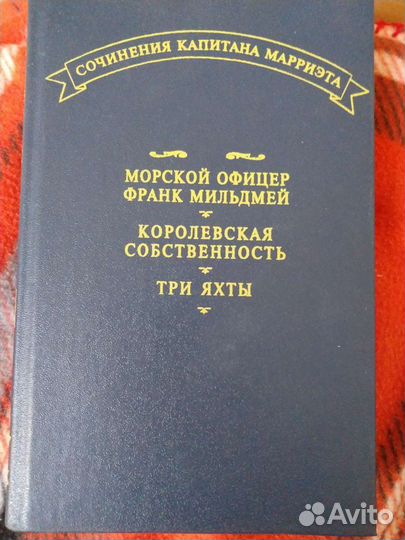 СОЧИНЕНИЯ КАПИТАНА МАРРИЭТА
МОРСКОЙ ОФИЦЕР
ФРАНК МИЛЬДМЕЙ
КОРОЛЕВСКАЯ
СОБСТВЕННОСТЬ
ТРИ ЯХТЫ
Avito